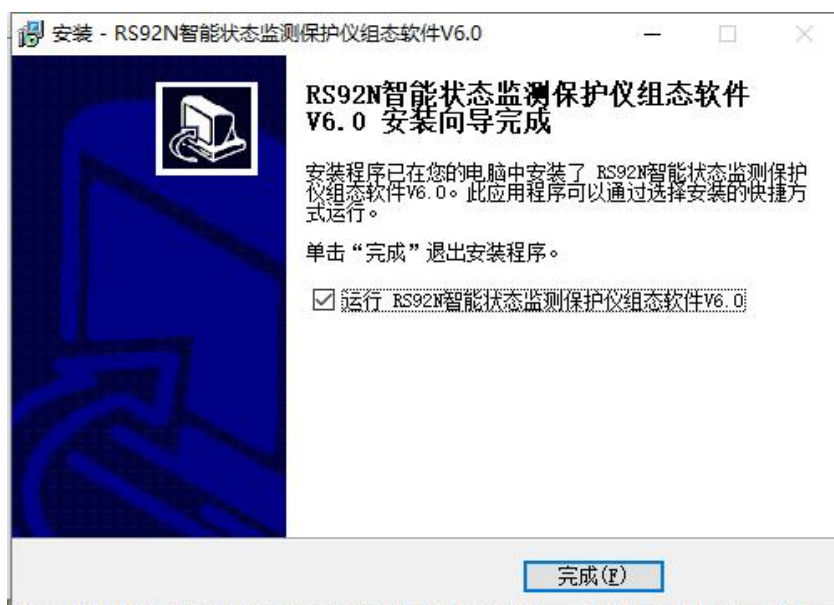 安装 - RS92N智能状态监测保护仪组态软件V6.0
RS92N智能状态监测保护仪组态软件
V6.0 安装向导完成
安装程序已在您的电脑中安装了 RS92N智能状态监测保护
仪组态软件V6.0。此应用程序可以通过选择安装的快捷方
式运行。
单击“完成”退出安装程序。
运行 RS92N智能状态监测保护仪组态软件V6.0
完成(F)